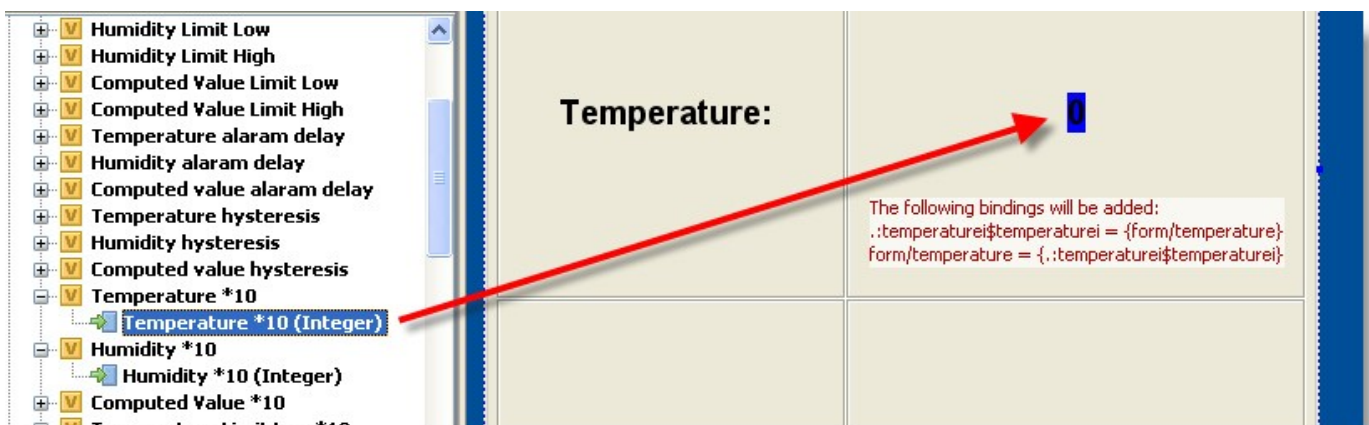 Humidity Limit Low
Humidity Limit High
Computed Value Limit Low
Computed Value Limit High
Temperature alaram delay
Humidity alaram delay
Computed value alaram delay
Temperature hysteresis
Humidity hysteresis
Computed value hysteresis
Temperature *10
Temperature *10 (Integer)
Humidity *10
Humidity *10 (Integer)
Computed Value *10
Temperature:
0
The following bindings will be added:
.:temperaturei$temperaturei = {form/temperature}
form/temperature = {.:temperaturei$temperaturei}